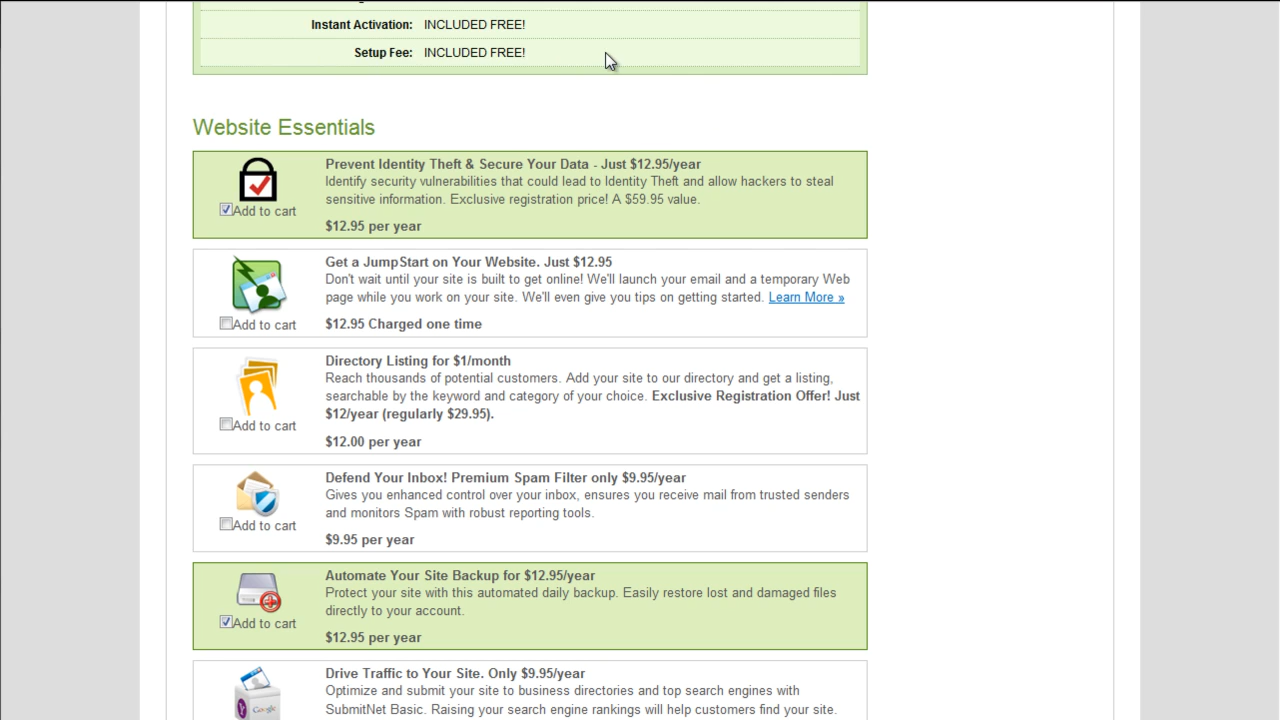 Instant Activation: INCLUDED FREE!
Setup Fee: INCLUDED FREE!
Website Essentials
Prevent Identity Theft & Secure Your Data - Just $12.95/year
Identify security vulnerabilities that could lead to Identity Theft and allow hackers to steal
sensitive information. Exclusive registration price! A $59.95 value.
Add to cart
$12.95 per year
Get a JumpStart on Your Website. Just $12.95
Don't wait until your site is built to get online! We'll launch your email and a temporary Web
page while you work on your site. We'll even give you tips on getting started. Learn More »
Add to cart
$12.95 Charged one time
Directory Listing for $1/month
Reach thousands of potential customers. Add your site to our directory and get a listing,
searchable by the keyword and category of your choice. Exclusive Registration Offer! Just
$12/year (regularly $29.95).
Add to cart
$12.00 per year
Defend Your Inbox! Premium Spam Filter only $9.95/year
Gives you enhanced control over your inbox, ensures you receive mail from trusted senders
and monitors Spam with robust reporting tools.
Add to cart
$9.95 per year
Automate Your Site Backup for $12.95/year
Protect your site with this automated daily backup. Easily restore lost and damaged files
directly to your account.
Add to cart
$12.95 per year
Drive Traffic to Your Site. Only $9.95/year
Optimize and submit your site to business directories and top search engines with
SubmitNet Basic. Raising your search engine rankings will help customers find your site.
Google